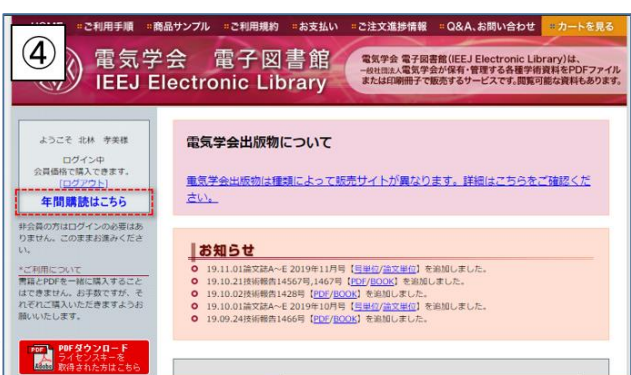 HOME ご利用手順 商品サンプル ご利用規約 お支払い ご注文進捗情報 Q&A、お問い合わせ カートを見る
④
電気学会 電子図書館
IEEJ Electronic Library
電気学会 電子図書館(IEEJ Electronic Library)は、
一般社団法人電気学会が保有・管理する各種学術資料をPDFファイル
または印刷冊子で販売するサービスです。閲覧可能な資料もあります。
ようこそ 北林 孝美様
ログイン中
会員価格で購入できます。
[ログアウト]
年間購読はこちら
非会員の方はログインの必要はあ
りません。このままお進みくださ
い。
*ご利用について
書籍とPDFを一緒に購入すること
はできません。お手数ですが、そ
れぞれご購入いただきますようお
願いいたします。
PDF PDFダウンロード
ライセンスキーを
Adobe 取得された方はこちら
電気学会出版物について
電気学会出版物は種類によって販売サイトが異なります。詳細はこちらをご確認くだ
さい。
お知らせ
19.11.01論文誌A~E 2019年11月号【号単位/論文単位】を追加しました。
19.10.21技術報告14567号,1467号【PDF/BOOK】を追加しました。
19.10.02技術報告1428号【PDF/BOOK】を追加しました。
19.10.01論文誌A~E 2019年10月号【号単位/論文単位】を追加しました。
19.09.24技術報告1466号【PDF/BOOK】を追加しました。